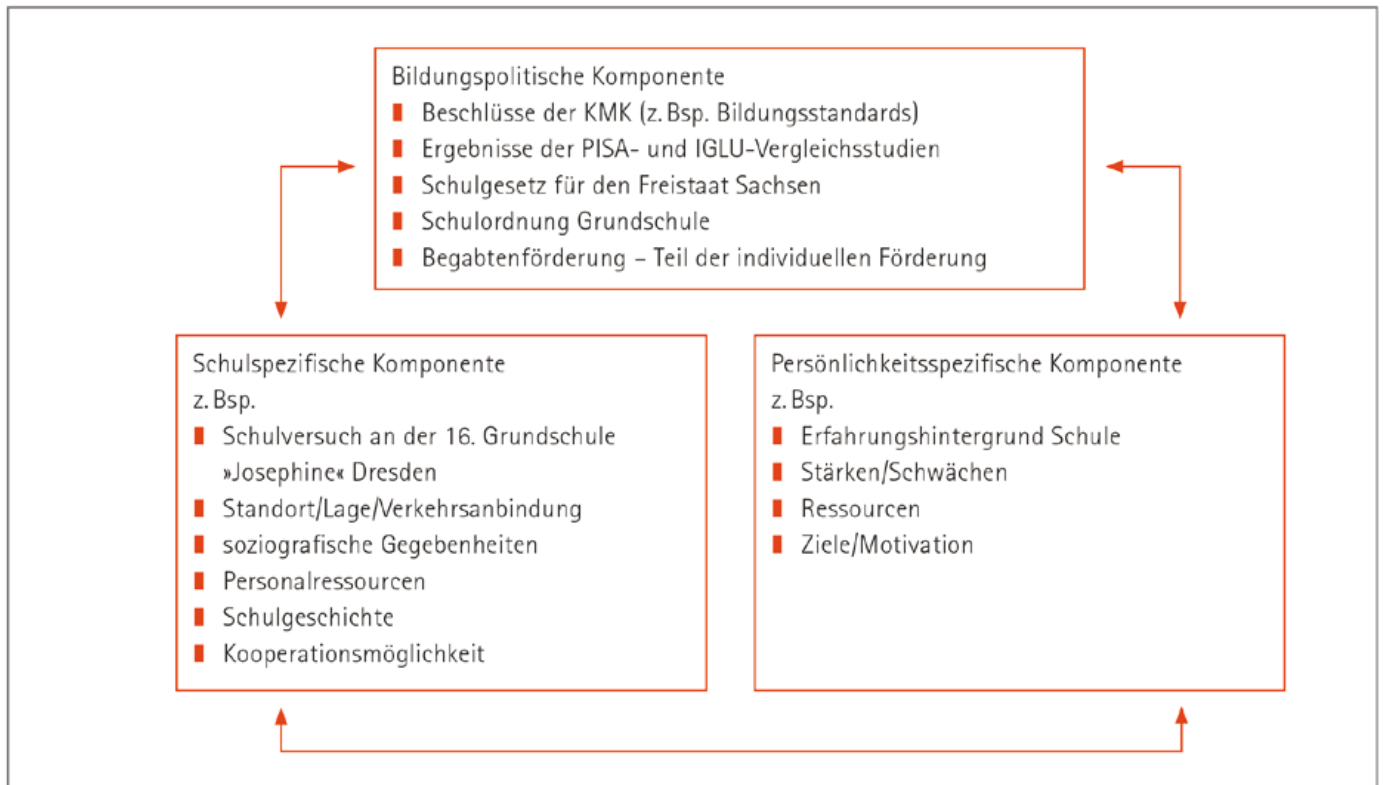 Bildungspolitische Komponente
Beschlüsse der KMK (z. Bsp. Bildungsstandards)
Ergebnisse der PISA- und IGLU-Vergleichsstudien
Schulgesetz für den Freistaat Sachsen
Schulordnung Grundschule
Begabtenförderung – Teil der individuellen Förderung
Schulspezifische Komponente
z. Bsp.
Schulversuch an der 16. Grundschule
»Josephine« Dresden
Standort/Lage/Verkehrsanbindung
soziografische Gegebenheiten
Personalressourcen
Schulgeschichte
Kooperationsmöglichkeit
Persönlichkeitsspezifische Komponente
z. Bsp.
Erfahrungshintergrund Schule
Stärken/Schwächen
Ressourcen
Ziele/Motivation